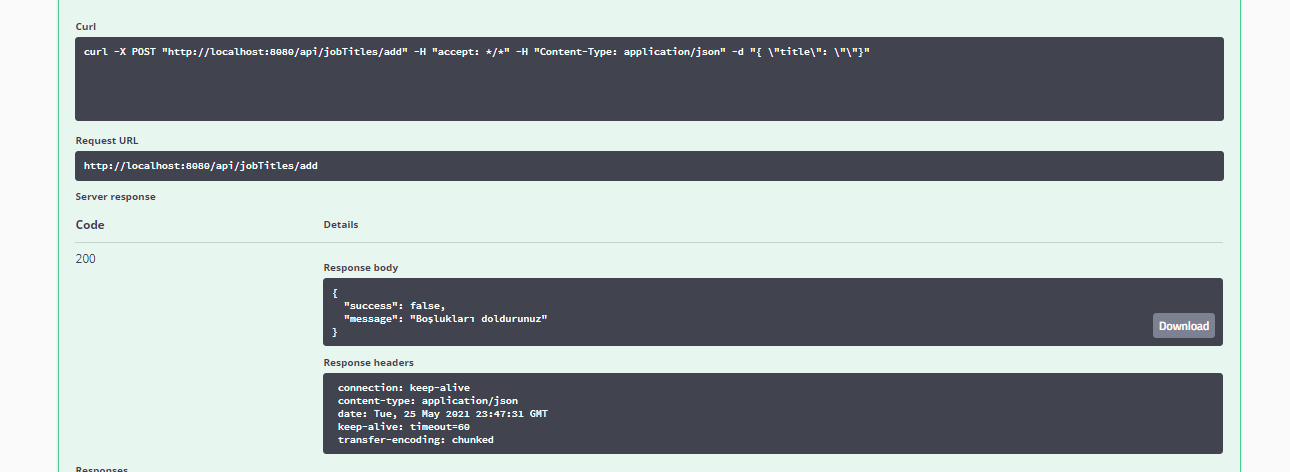 Curl
curl -X POST "http://localhost:8080/api/jobTitles/add" -H "accept: */*" -H "Content-Type: application/json" -d "{ \"title\": \"\"}"
Request URL
http://localhost:8080/api/jobTitles/add
Server response
Code Details
200
Response body
{
  "success": false,
  "message": "Boşlukları doldurunuz"
}
Download
Response headers
connection: keep-alive
content-type: application/json
date: Tue, 25 May 2021 23:47:31 GMT
keep-alive: timeout=60
transfer-encoding: chunked
Responses